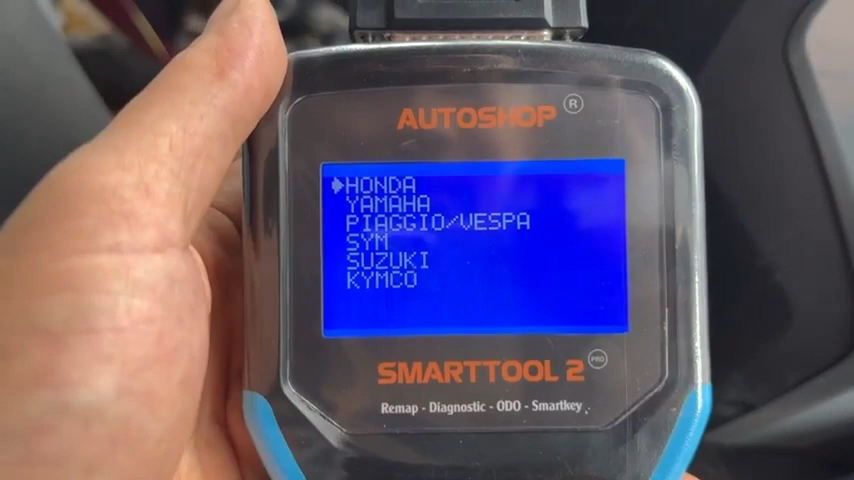 AUTOSHOP ®
HONDA
YAMAHA
PIAGGIO/VESPA
SYM
SUZUKI
KYMCO
SMARTTOOL 2 PRO
Remap - Diagnostic - ODO - Smartkey